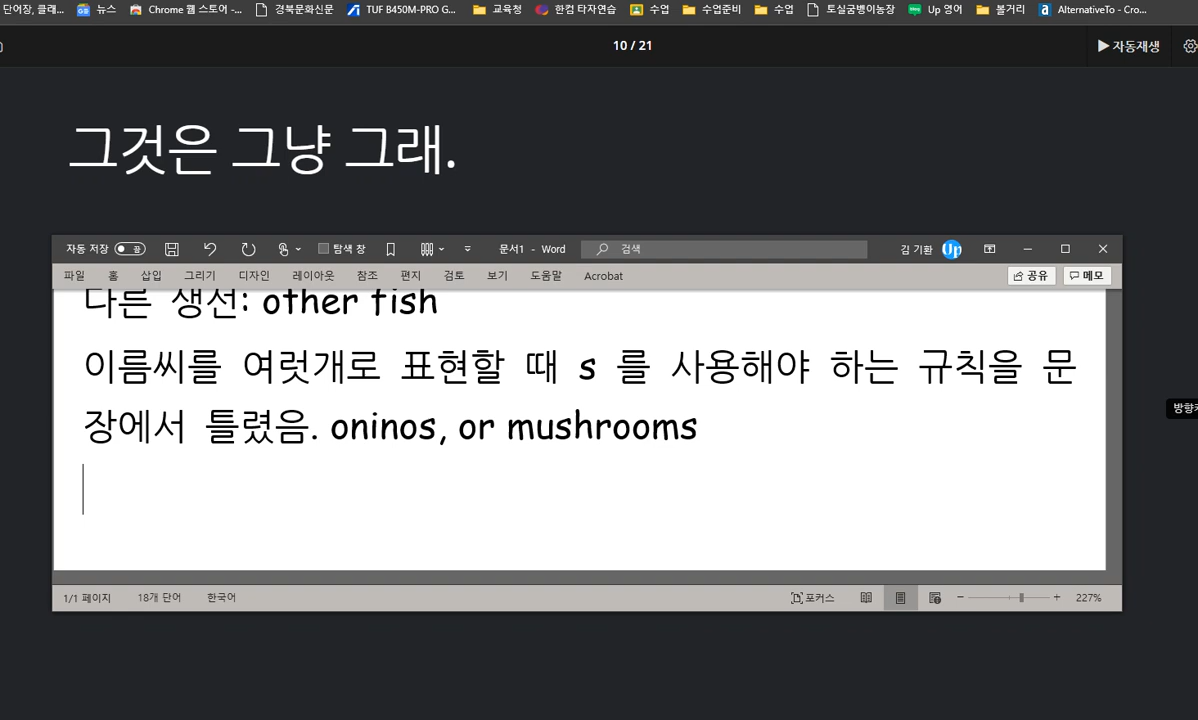 단어장, 클래... 뉴스 Chrome 웹 스토어 -... 경북문화신문 TUF B450M-PRO G... 교육청 한컴 타자연습 수업 수업준비 수업 토실굼벵이농장 Up 영어 볼거리 AlternativeTo - Cro...
10 / 21
자동재생
그것은 그냥 그래.
자동 저장 끔 탐색 창 문서1 - Word 검색 김 기환 Up
파일 홈 삽입 그리기 디자인 레이아웃 참조 편지 검토 보기 도움말 Acrobat 공유 메모
다른 생선: other fish
이름씨를 여럿개로 표현할 때 s 를 사용해야 하는 규칙을 문
장에서 틀렸음. oninos, or mushrooms
방향키
1/1 페이지 18개 단어 한국어 포커스 227%